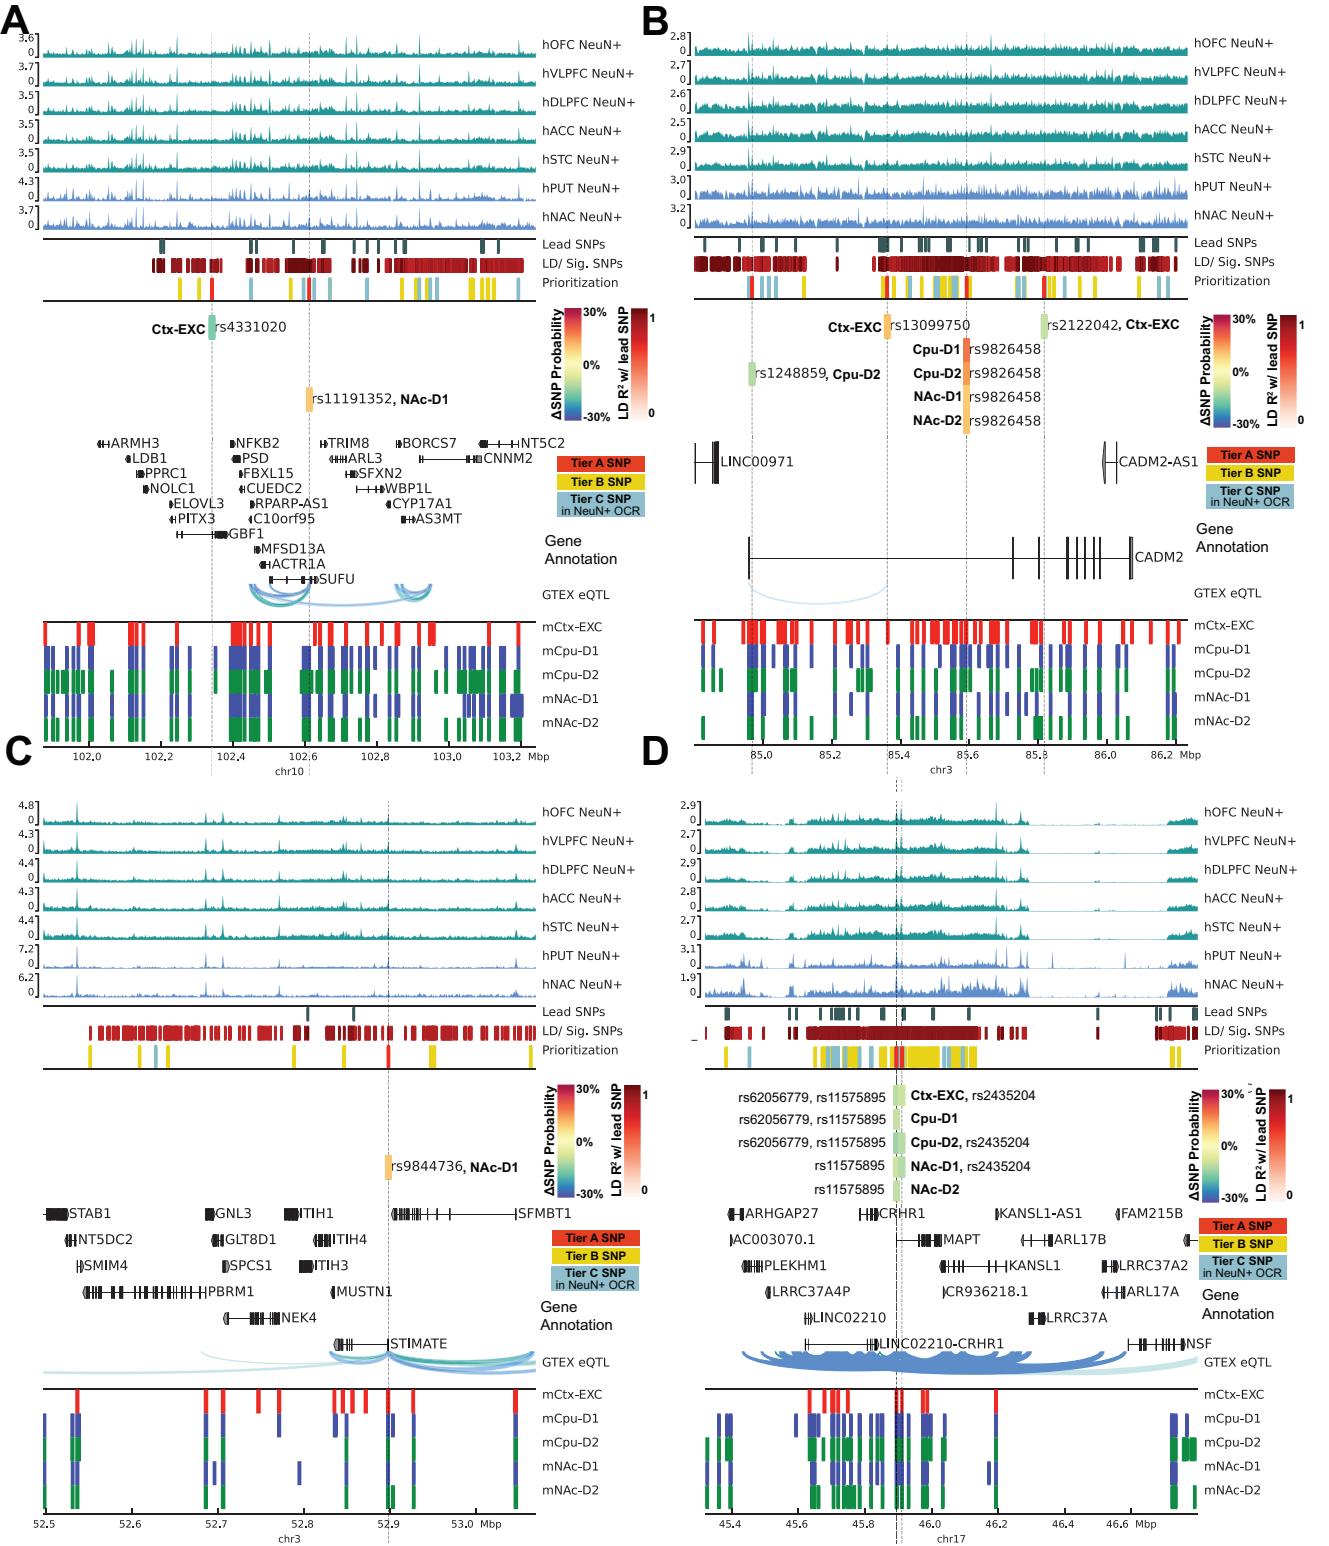 A
3.6
0
hOFC NeuN+
3.7
0
hVLPFC NeuN+
3.5
0
hDLPFC NeuN+
3.5
0
hACC NeuN+
3.5
0
hSTC NeuN+
4.3
0
hPUT NeuN+
3.7
0
hNAC NeuN+
Lead SNPs
LD/ Sig. SNPs
Prioritization
Ctx-EXC rs4331020
rs11191352, NAc-D1
ΔSNP Probability
30%
0%
-30%
LD R² w/ lead SNP
1
0
ARMH3 NFKB2 TRIM8 BORCS7 NT5C2
LDB1 PSD ARL3 CNNM2
PPRC1 FBXL15 SFXN2
NOLC1 CUEDC2 WBP1L
ELOVL3 RPARP-AS1 CYP17A1
PITX3 C10orf95 AS3MT
GBF1
MFSD13A
ACTR1A
SUFU
Tier A SNP
Tier B SNP
Tier C SNP
in NeuN+ OCR
Gene
Annotation
GTEX eQTL
mCtx-EXC
mCpu-D1
mCpu-D2
mNAc-D1
mNAc-D2
102.0 102.2 102.4 102.6 102.8 103.0 103.2 Mbp
chr10
B
2.8
0
hOFC NeuN+
2.7
0
hVLPFC NeuN+
2.6
0
hDLPFC NeuN+
2.5
0
hACC NeuN+
2.9
0
hSTC NeuN+
3.0
0
hPUT NeuN+
3.2
0
hNAC NeuN+
Lead SNPs
LD/ Sig. SNPs
Prioritization
Ctx-EXC rs13099750
rs2122042, Ctx-EXC
Cpu-D1 rs9826458
rs1248859, Cpu-D2
Cpu-D2 rs9826458
NAc-D1 rs9826458
NAc-D2 rs9826458
ΔSNP Probability
30%
0%
-30%
LD R² w/ lead SNP
1
0
LINC00971
CADM2-AS1
CADM2
Tier A SNP
Tier B SNP
Tier C SNP
in NeuN+ OCR
Gene
Annotation
GTEX eQTL
mCtx-EXC
mCpu-D1
mCpu-D2
mNAc-D1
mNAc-D2
85.0 85.2 85.4 85.6 85.8 86.0 86.2 Mbp
chr3
C
4.8
0
hOFC NeuN+
4.3
0
hVLPFC NeuN+
4.4
0
hDLPFC NeuN+
4.3
0
hACC NeuN+
4.4
0
hSTC NeuN+
7.2
0
hPUT NeuN+
6.2
0
hNAC NeuN+
Lead SNPs
LD/ Sig. SNPs
Prioritization
rs9844736, NAc-D1
ΔSNP Probability
30%
0%
-30%
LD R² w/ lead SNP
1
0
STAB1 GNL3 ITIH1 SFMBT1
NT5DC2 GLT8D1 ITIH4
SMIM4 SPCS1 ITIH3
PBRM1 MUSTN1
NEK4
STIMATE
Tier A SNP
Tier B SNP
Tier C SNP
in NeuN+ OCR
Gene
Annotation
GTEX eQTL
mCtx-EXC
mCpu-D1
mCpu-D2
mNAc-D1
mNAc-D2
52.5 52.6 52.7 52.8 52.9 53.0 Mbp
chr3
D
2.9
0
hOFC NeuN+
2.7
0
hVLPFC NeuN+
2.9
0
hDLPFC NeuN+
2.8
0
hACC NeuN+
2.7
0
hSTC NeuN+
3.1
0
hPUT NeuN+
1.9
0
hNAC NeuN+
Lead SNPs
LD/ Sig. SNPs
Prioritization
rs62056779, rs11575895 Ctx-EXC, rs2435204
rs62056779, rs11575895 Cpu-D1
rs62056779, rs11575895 Cpu-D2, rs2435204
rs11575895 NAc-D1, rs2435204
rs11575895 NAc-D2
ΔSNP Probability
30%
0%
-30%
LD R² w/ lead SNP
1
0
ARHGAP27 CRHR1 KANSL1-AS1 FAM215B
AC003070.1 MAPT ARL17B
PLEKHM1 KANSL1 LRRC37A2
LRRC37A4P CR936218.1 ARL17A
LINC02210 LRRC37A
LINC02210-CRHR1 NSF
Tier A SNP
Tier B SNP
Tier C SNP
in NeuN+ OCR
Gene
Annotation
GTEX eQTL
mCtx-EXC
mCpu-D1
mCpu-D2
mNAc-D1
mNAc-D2
45.4 45.6 45.8 46.0 46.2 46.4 46.6 Mbp
chr17